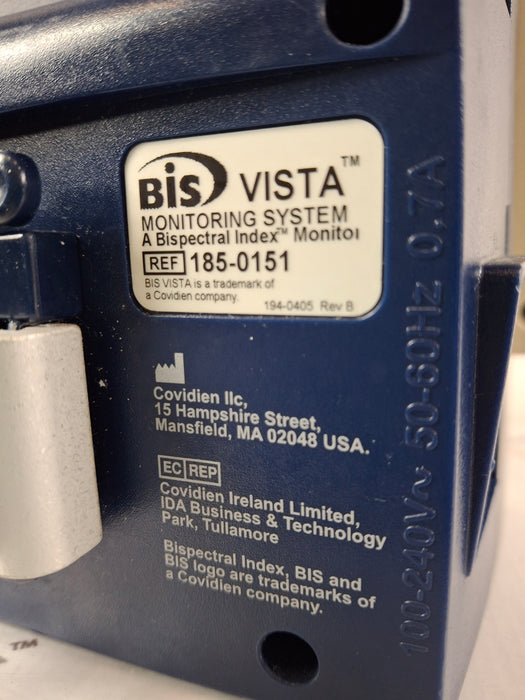 BIS VISTA™
MONITORING SYSTEM
A Bispectral Index™ Monitor
REF 185-0151
BIS VISTA is a trademark of
a Covidien company.
194-0405 Rev B
Covidien llc,
15 Hampshire Street,
Mansfield, MA 02048 USA.
EC REP
Covidien Ireland Limited,
IDA Business & Technology
Park, Tullamore
Bispectral Index, BIS and
BIS logo are trademarks of
a Covidien company.
100-240V~ 50-60Hz 0,7A
A™